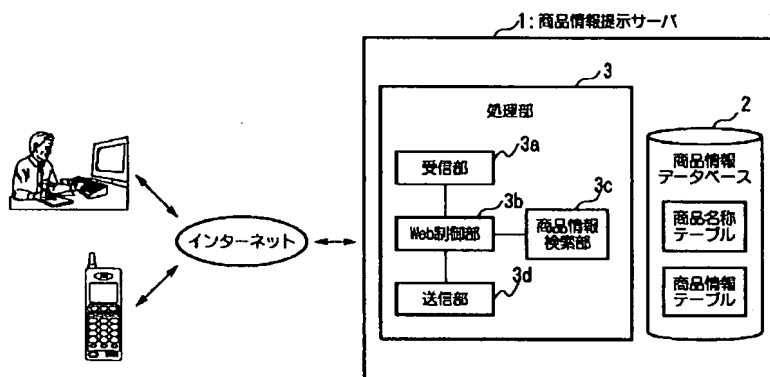 1:商品情報提示サーバ
3
処理部
2
3a
受信部
商品情報
データベース
3b
3c
Web制御部
商品情報
検索部
商品名称
テーブル
インターネット
3d
送信部
商品情報
テーブル